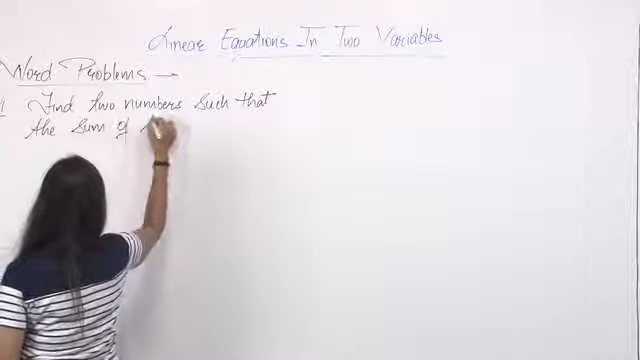 Linear Equations In Two Variables
Word Problems —
Find two numbers such that
the sum of